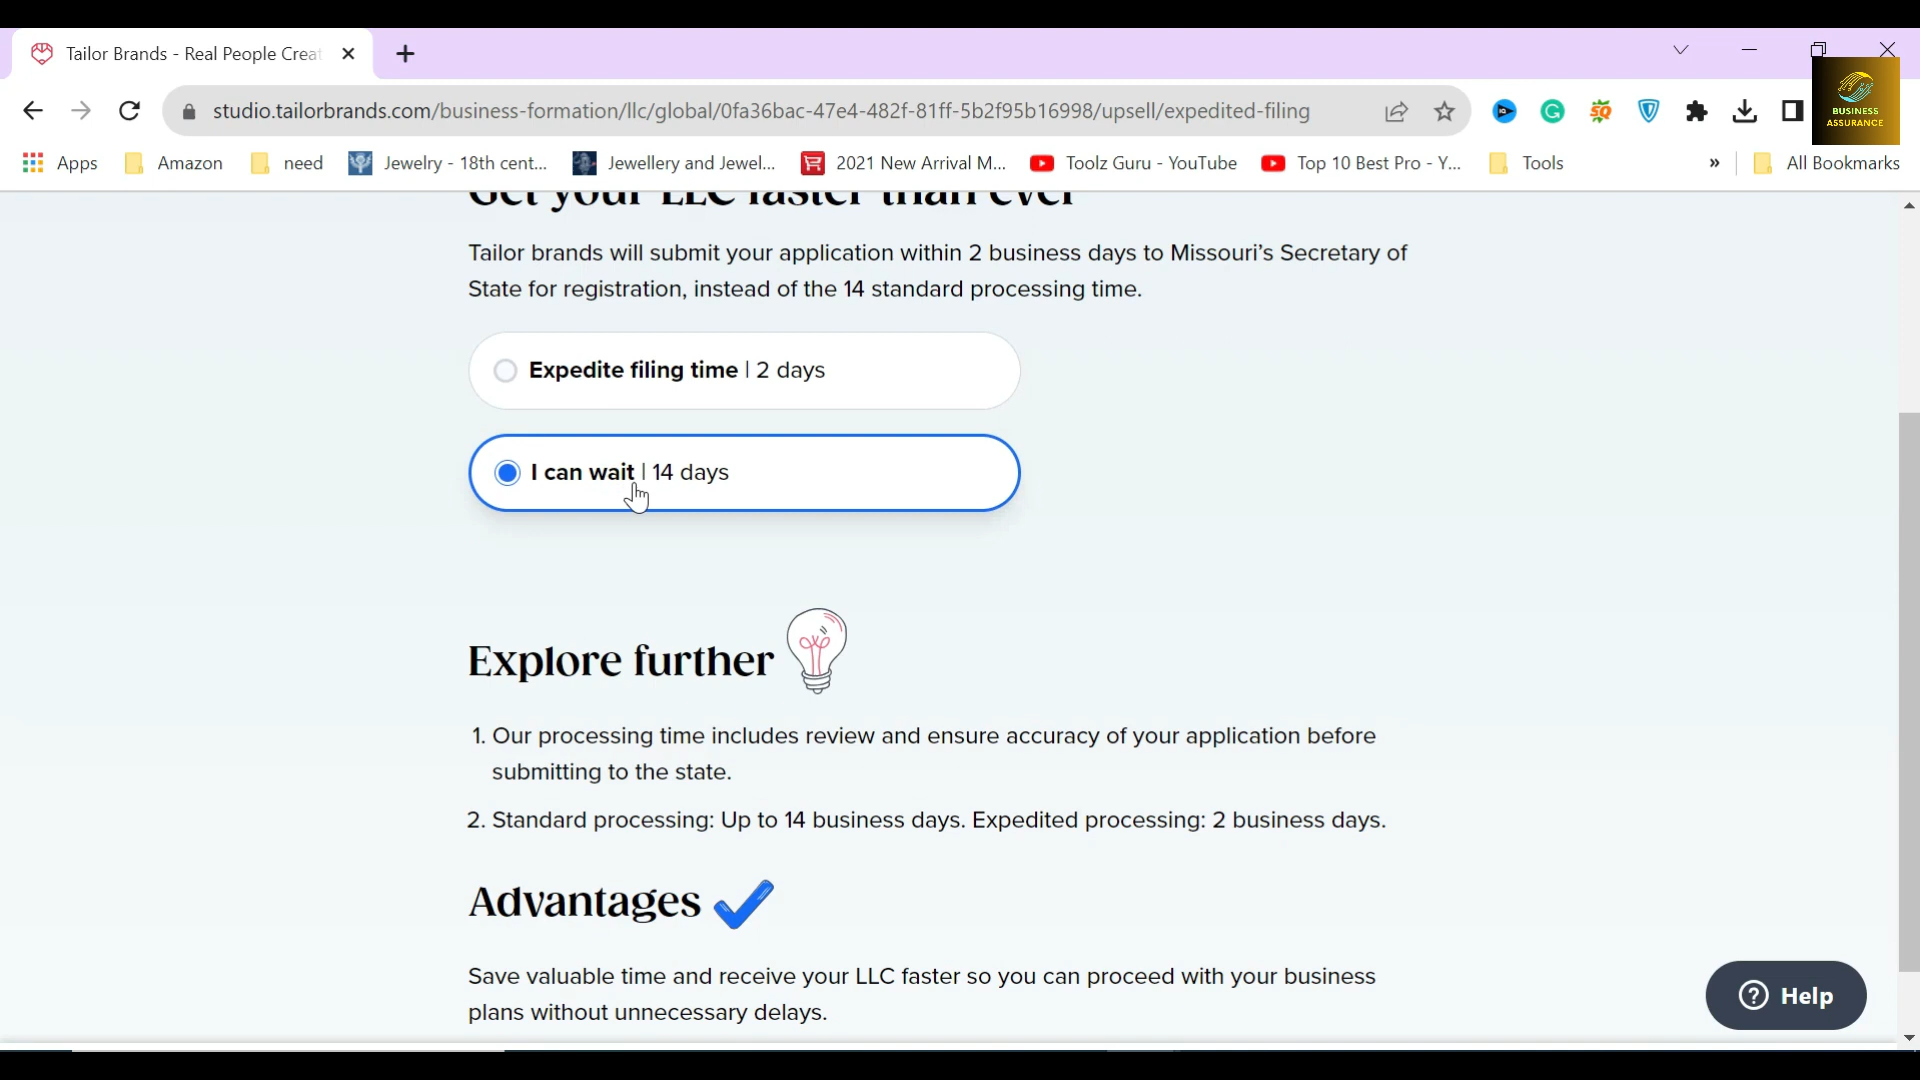 Tailor Brands - Real People Creat
studio.tailorbrands.com/business-formation/llc/global/0fa36bac-47e4-482f-81ff-5b2f95b16998/upsell/expedited-filing
BUSINESS
ASSURANCE
Apps
Amazon
need
Jewelry - 18th cent...
Jewellery and Jewel...
2021 New Arrival M...
Toolz Guru - YouTube
Top 10 Best Pro - Y...
Tools
»
All Bookmarks
Get your LLC faster than ever
Tailor brands will submit your application within 2 business days to Missouri’s Secretary of
State for registration, instead of the 14 standard processing time.
Expedite filing time | 2 days
I can wait | 14 days
Explore further
1. Our processing time includes review and ensure accuracy of your application before
submitting to the state.
2. Standard processing: Up to 14 business days. Expedited processing: 2 business days.
Advantages
Save valuable time and receive your LLC faster so you can proceed with your business
plans without unnecessary delays.
Help